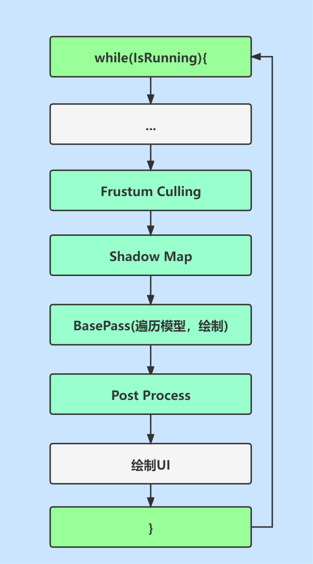 while(IsRunning){
...
Frustum Culling
Shadow Map
BasePass(遍历模型，绘制)
Post Process
绘制UI
}